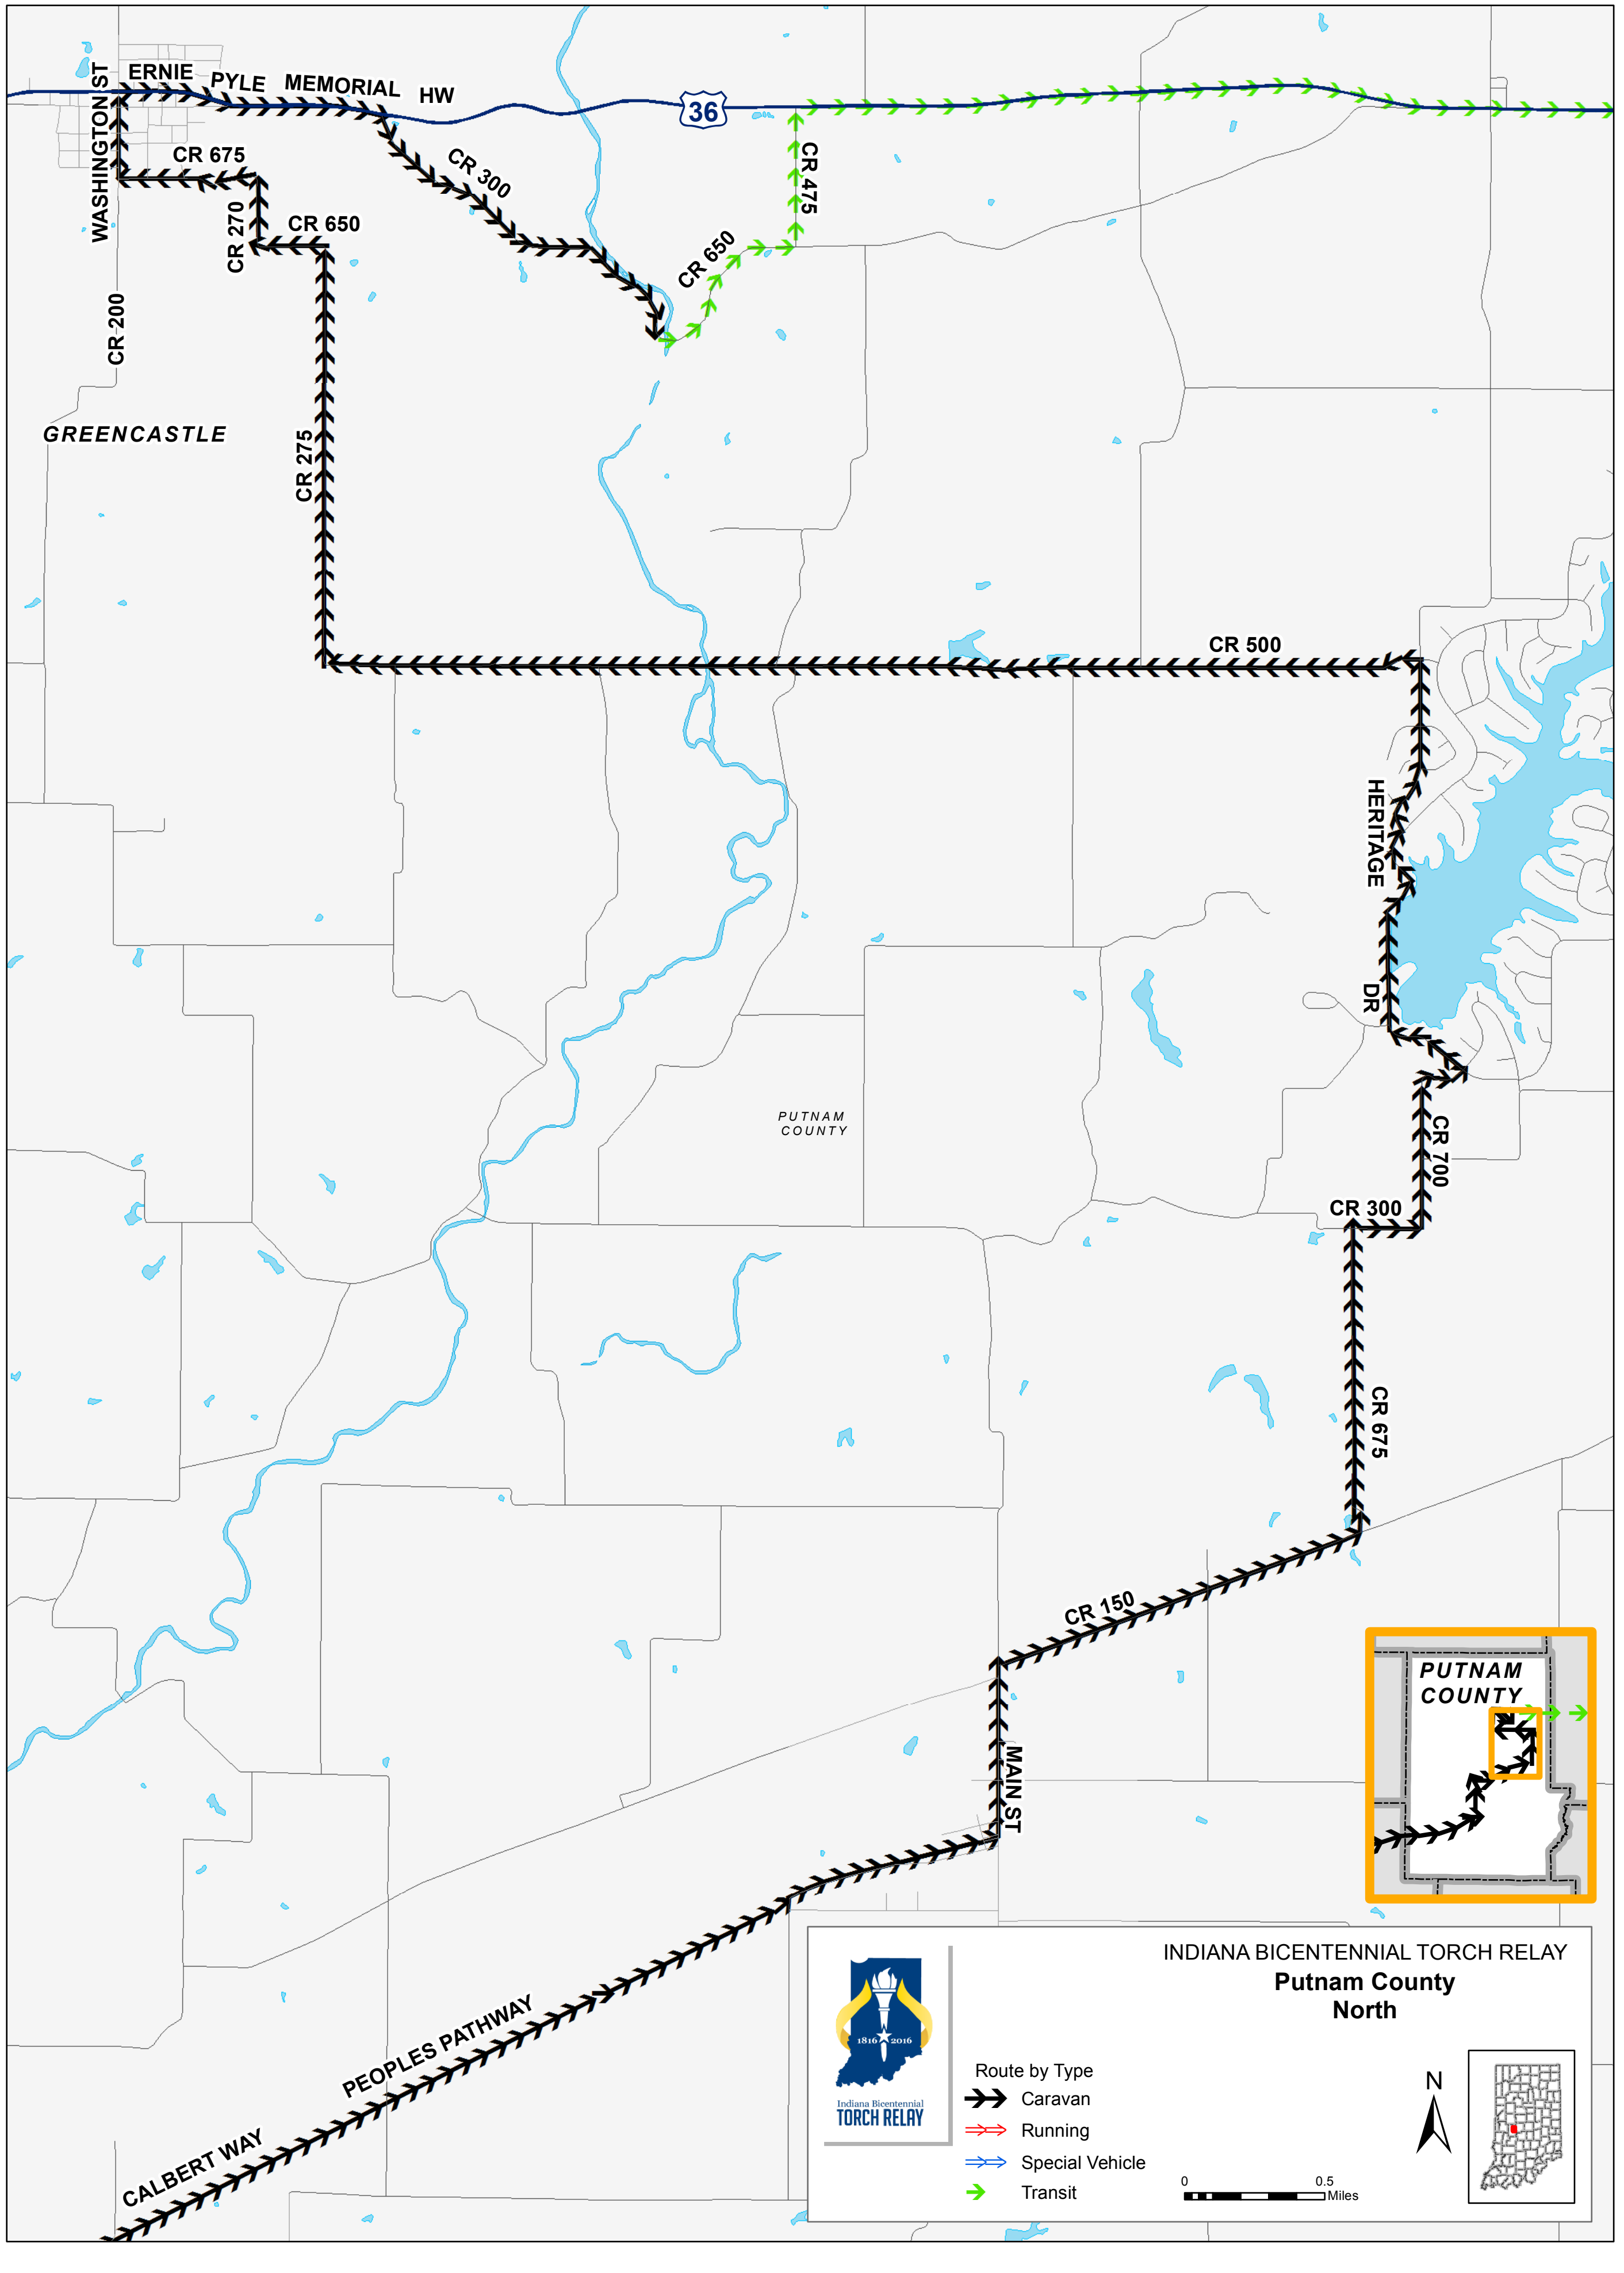 ERNIE PYLE MEMORIAL HW
36
WASHINGTON ST
CR 675
CR 300
CR 475
CR 270
CR 650
CR 650
CR 200
GREENCASTLE
CR 275
CR 500
HERITAGE DR
PUTNAM
COUNTY
CR 700
CR 300
CR 675
CR 150
PUTNAM
COUNTY
MAIN ST
PEOPLES PATHWAY
CALBERT WAY
INDIANA BICENTENNIAL TORCH RELAY
Putnam County
North
1816 2016
Indiana Bicentennial
TORCH RELAY
Route by Type
Caravan
Running
Special Vehicle
Transit
N
0 0.5
Miles